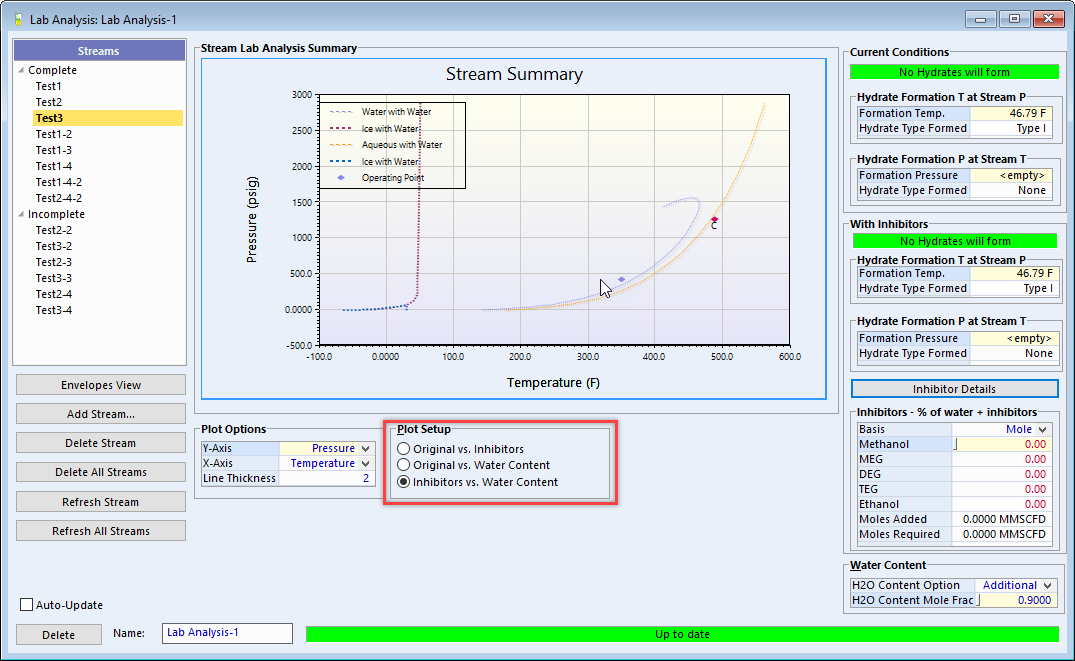 Lab Analysis: Lab Analysis-1
Streams
Complete
Test1
Test2
Test3
Test1-2
Test1-3
Test1-4
Test1-4-2
Test2-4-2
Incomplete
Test2-2
Test3-2
Test2-3
Test3-3
Test2-4
Test3-4
Envelopes View
Add Stream...
Delete Stream
Delete All Streams
Refresh Stream
Refresh All Streams
Auto-Update
Delete
Name:
Lab Analysis-1
Up to date
Stream Lab Analysis Summary
Stream Summary
Pressure (psig)
3000
2500
2000
1500
1000
500.0
0.0000
-500.0
Water with Water
Ice with Water
Aqueous with Water
Ice with Water
Operating Point
C
-100.0 0.0000 100.0 200.0 300.0 400.0 500.0 600.0
Temperature (F)
Plot Options
Y-Axis Pressure
X-Axis Temperature
Line Thickness 2
Plot Setup
Original vs. Inhibitors
Original vs. Water Content
Inhibitors vs. Water Content
Current Conditions
No Hydrates will form
Hydrate Formation T at Stream P
Formation Temp. 46.79 F
Hydrate Type Formed Type I
Hydrate Formation P at Stream T
Formation Pressure <empty>
Hydrate Type Formed None
With Inhibitors
No Hydrates will form
Hydrate Formation T at Stream P
Formation Temp. 46.79 F
Hydrate Type Formed Type I
Hydrate Formation P at Stream T
Formation Pressure <empty>
Hydrate Type Formed None
Inhibitor Details
Inhibitors - % of water + inhibitors
Basis Mole
Methanol 0.00
MEG 0.00
DEG 0.00
TEG 0.00
Ethanol 0.00
Moles Added 0.0000 MMSCFD
Moles Required 0.0000 MMSCFD
Water Content
H2O Content Option Additional
H2O Content Mole Frac 0.9000